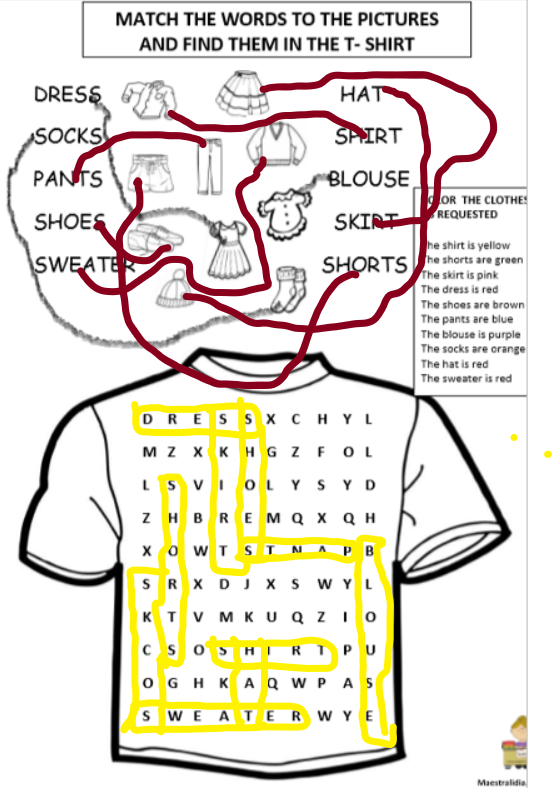 MATCH THE WORDS TO THE PICTURES
AND FIND THEM IN THE T- SHIRT
DRESS
SOCKS
PANTS
SHOES
SWEATER
HAT
SHIRT
BLOUSE
SKIRT
SHORTS
THE CLOTHES
REQUESTED
he shirt is yellow
The shorts are green
The skirt is pink
The dress is red
The shoes are brown
The pants are blue
The blouse is purple
The socks are orange
The hat is red
The sweater is red
D R E S S X C H Y L
M Z X K H G Z F O L
L S V I O L Y S Y D
Z H B R E M Q X Q H
X O W T S T N A P B
S R X D J X S W Y L
K T V M K U Q Z I O
C S O S H I R T P U
O G H K A Q W P A S
S W E A T E R W Y E
Maestralidia